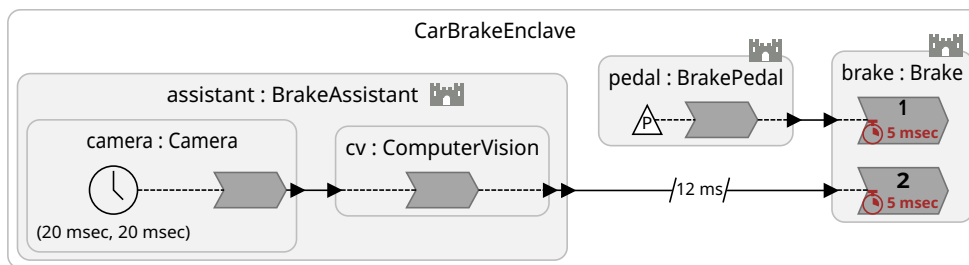 CarBrakeEnclave
assistant : BrakeAssistant
camera : Camera
(20 msec, 20 msec)
cv : ComputerVision
pedal : BrakePedal
P
12 ms
brake : Brake
1
5 msec
2
5 msec